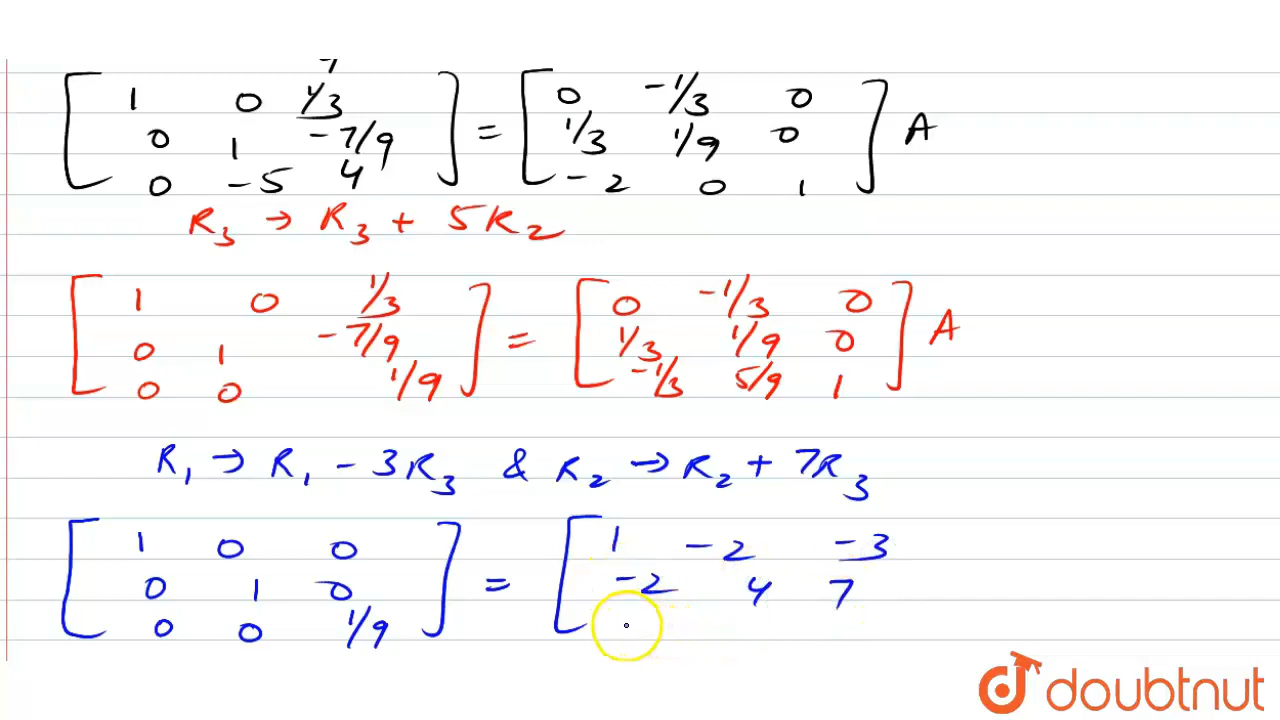 1 0 1/3 0 -1/3 0
0 1 -7/9 = 1/3 1/9 0 A
0 -5 4 -2 0 1
R3 → R3 + 5R2
1 0 1/3 0 -1/3 0
0 1 -7/9 = 1/3 1/9 0 A
0 0 1/9 -1/3 5/9 1
R1 → R1 - 3R3 & R2 → R2 + 7R3
1 0 0 1 -2 -3
0 1 0 = -2 4 7
0 0 1/9
doubtnut